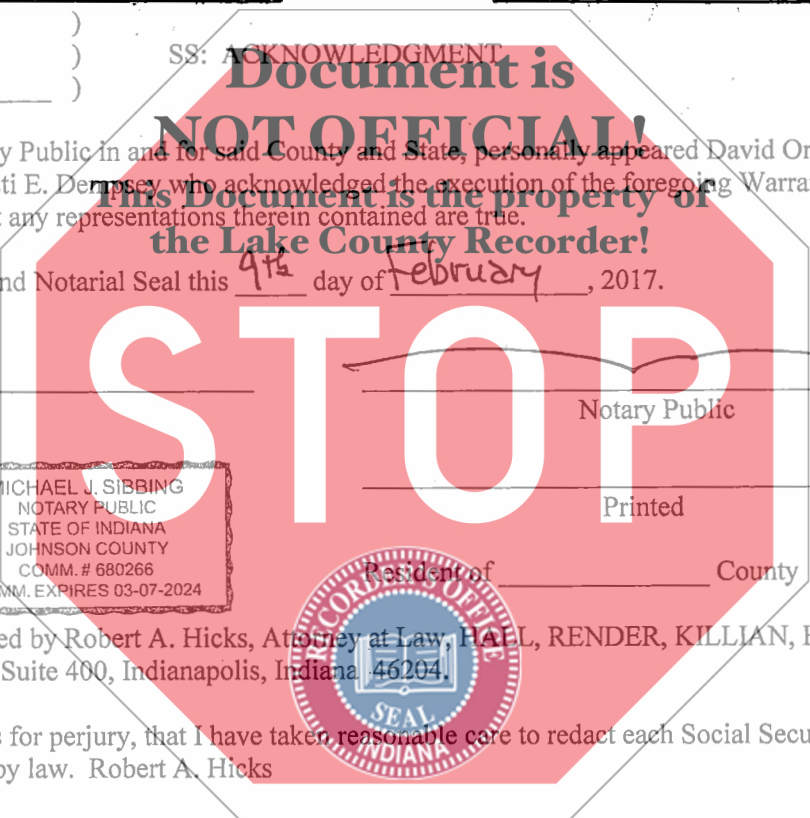 )
) SS: ACKNOWLEDGMENT
)
Document is
NOT OFFICIAL!
This Document is the property of
the Lake County Recorder!
y Public in and for said County and State, personally appeared David Or
ti E. Dempsey who acknowledged the execution of the foregoing Warra
t any representations therein contained are true.
nd Notarial Seal this 9th day of February, 2017.
STOP
Notary Public
Printed
MICHAEL J. SIBBING
NOTARY PUBLIC
STATE OF INDIANA
JOHNSON COUNTY
COMM. # 680266
MM. EXPIRES 03-07-2024
Resident of __________ County
RECORDER'S OFFICE
SEAL
INDIANA
ed by Robert A. Hicks, Attorney at Law, HALL, RENDER, KILLIAN, H
Suite 400, Indianapolis, Indiana 46204.
s for perjury, that I have taken reasonable care to redact each Social Secu
by law. Robert A. Hicks